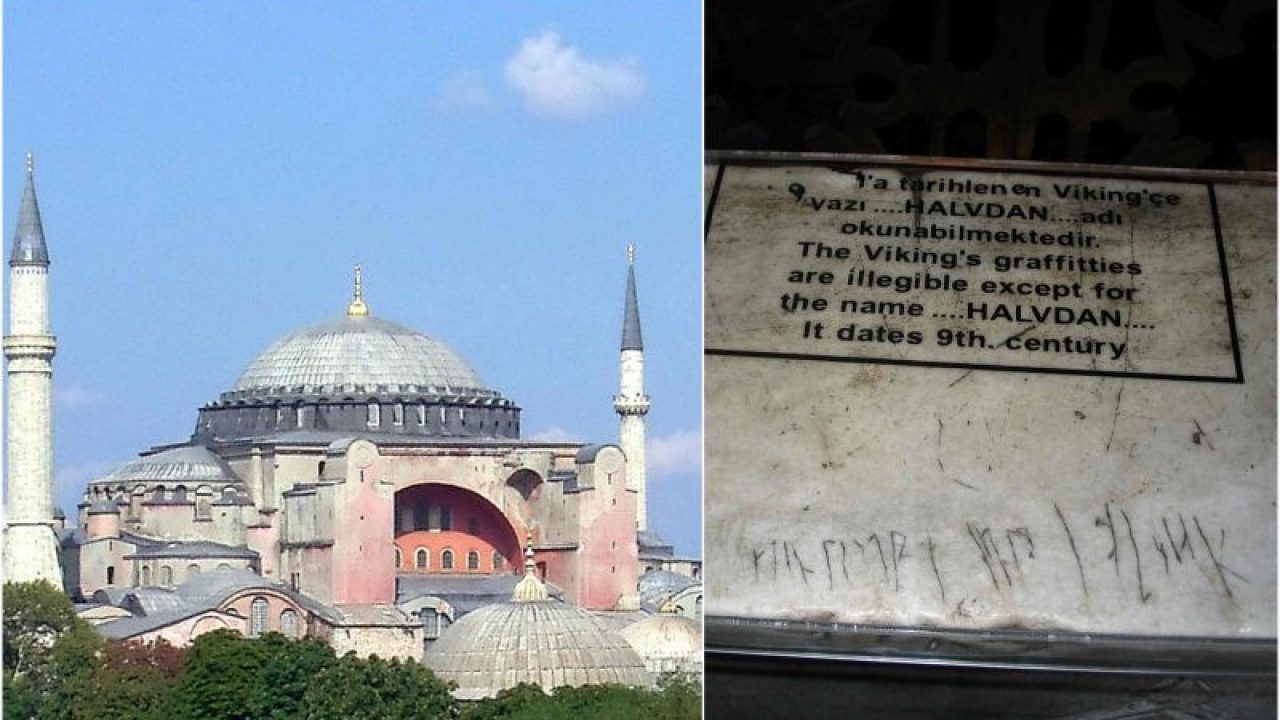 'a tarihlenen Viking'çe
yazı ....HALVDAN....adı
okunabilmektedir.
The Viking's graffitties
are illegible except for
the name ....HALVDAN....
It dates 9th. century